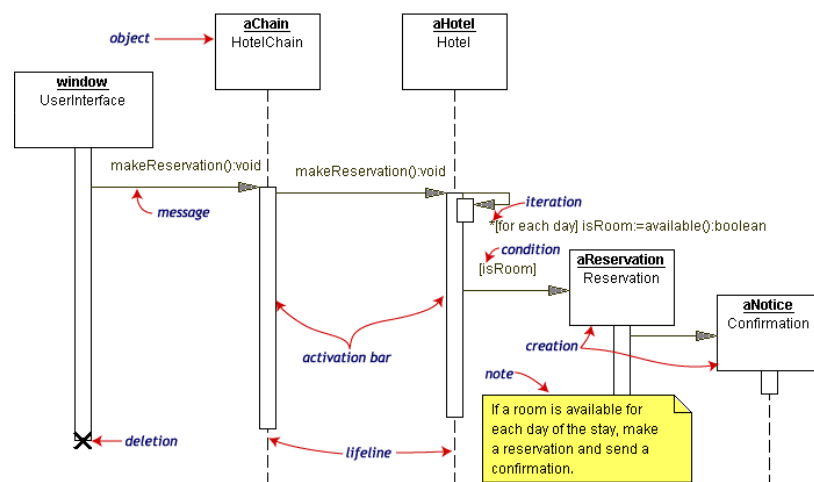 object
aChain
HotelChain
aHotel
Hotel
window
UserInterface
makeReservation():void
makeReservation():void
message
iteration
*[for each day] isRoom:=available():boolean
condition
[isRoom]
aReservation
Reservation
aNotice
Confirmation
activation bar
creation
note
If a room is available for
each day of the stay, make
a reservation and send a
confirmation.
deletion
lifeline